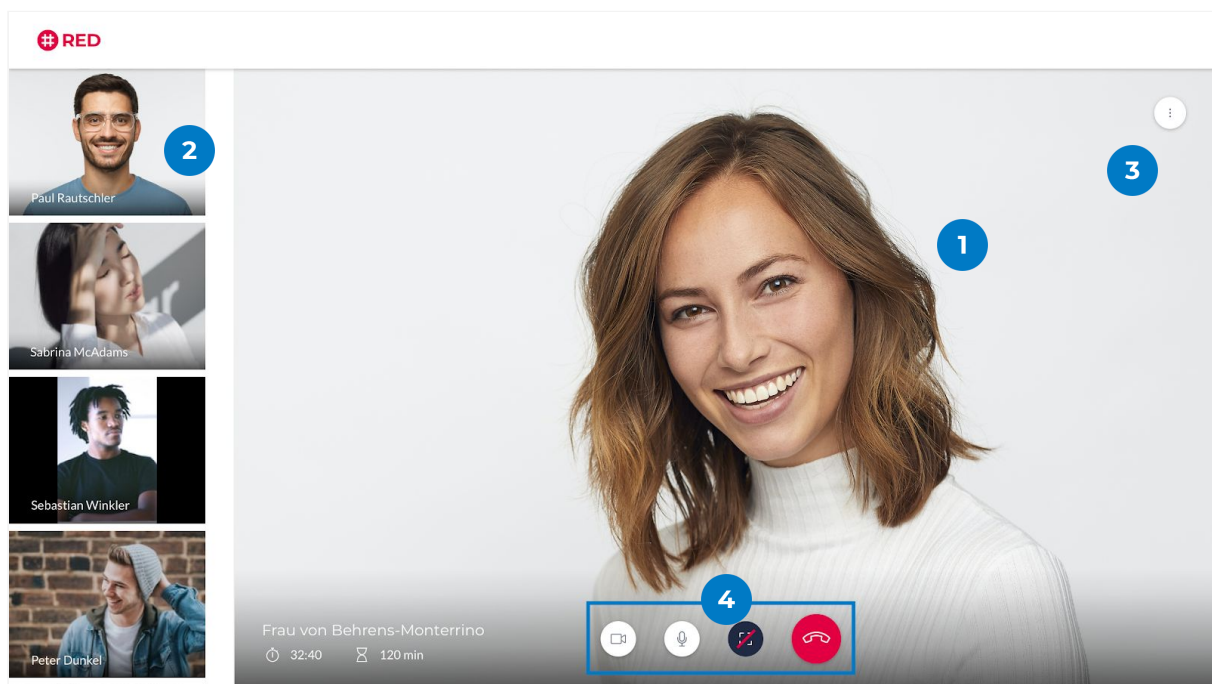 RED
Paul Rautschler
2
Sabrina McAdams
Sebastian Winkler
Peter Dunkel
3
1
4
Frau von Behrens-Monterrino
32:40 120 min